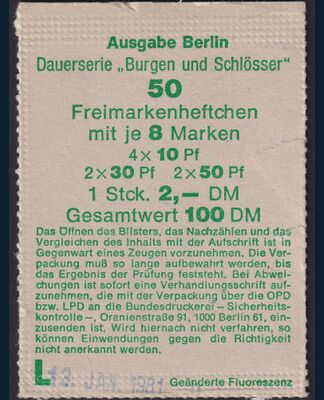 Ausgabe Berlin
Dauerserie „Burgen und Schlösser"
50
Freimarkenheftchen
mit je 8 Marken
4 × 10 Pf
2 × 30 Pf 2 × 50 Pf
1 Stck. 2,— DM
Gesamtwert 100 DM
Das Öffnen des Blisters, das Nachzählen und das
Vergleichen des Inhalts mit der Aufschrift ist in
Gegenwart eines Zeugen vorzunehmen. Die Ver-
packung muß so lange aufbewahrt werden, bis
das Ergebnis der Prüfung feststeht. Bei Abwei-
chungen ist sofort eine Verhandlungsschrift aufzu-
nehmen, die mit der Verpackung über die OPD
bzw. LPD an die Bundesdruckerei – Sicherheits-
kontrolle –, Oranienstraße 91, 1000 Berlin 61, ein-
zusenden ist. Wird hiernach nicht verfahren, so
können Einwendungen gegen die Richtigkeit
nicht anerkannt werden.
L 13. JAN. 1981 Geänderte Fluoreszenz